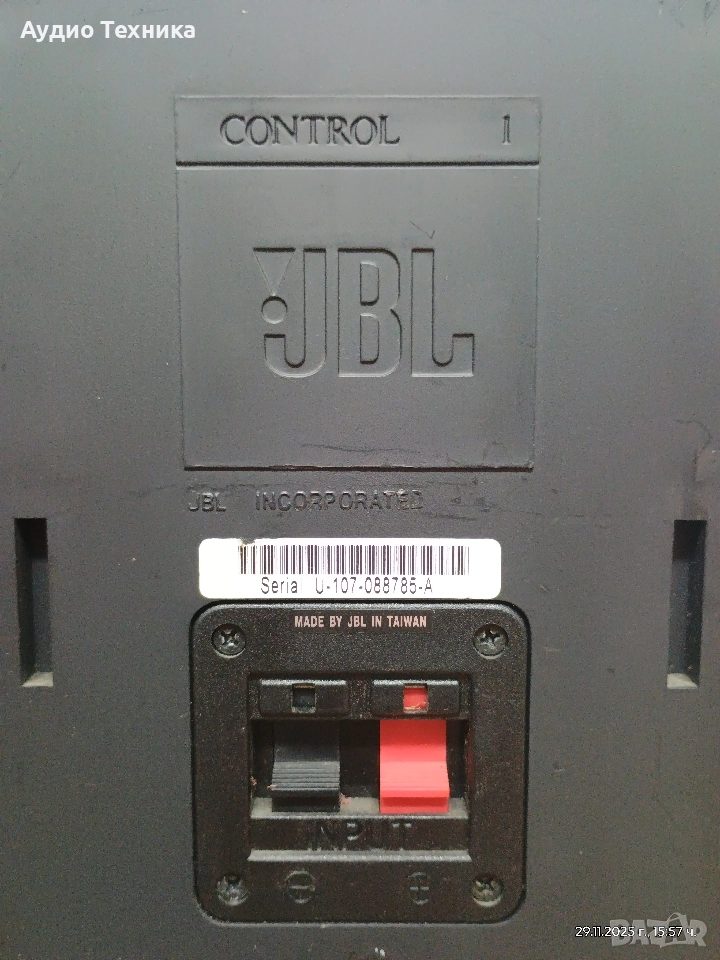 Аудио Техника
CONTROL 1
JBL
JBL INCORPORATED
Seria U-107-088785-A
MADE BY JBL IN TAIWAN
INPUT
⊖ ⊕
29.11.2025 г., 15:57 ч.
BAZAR